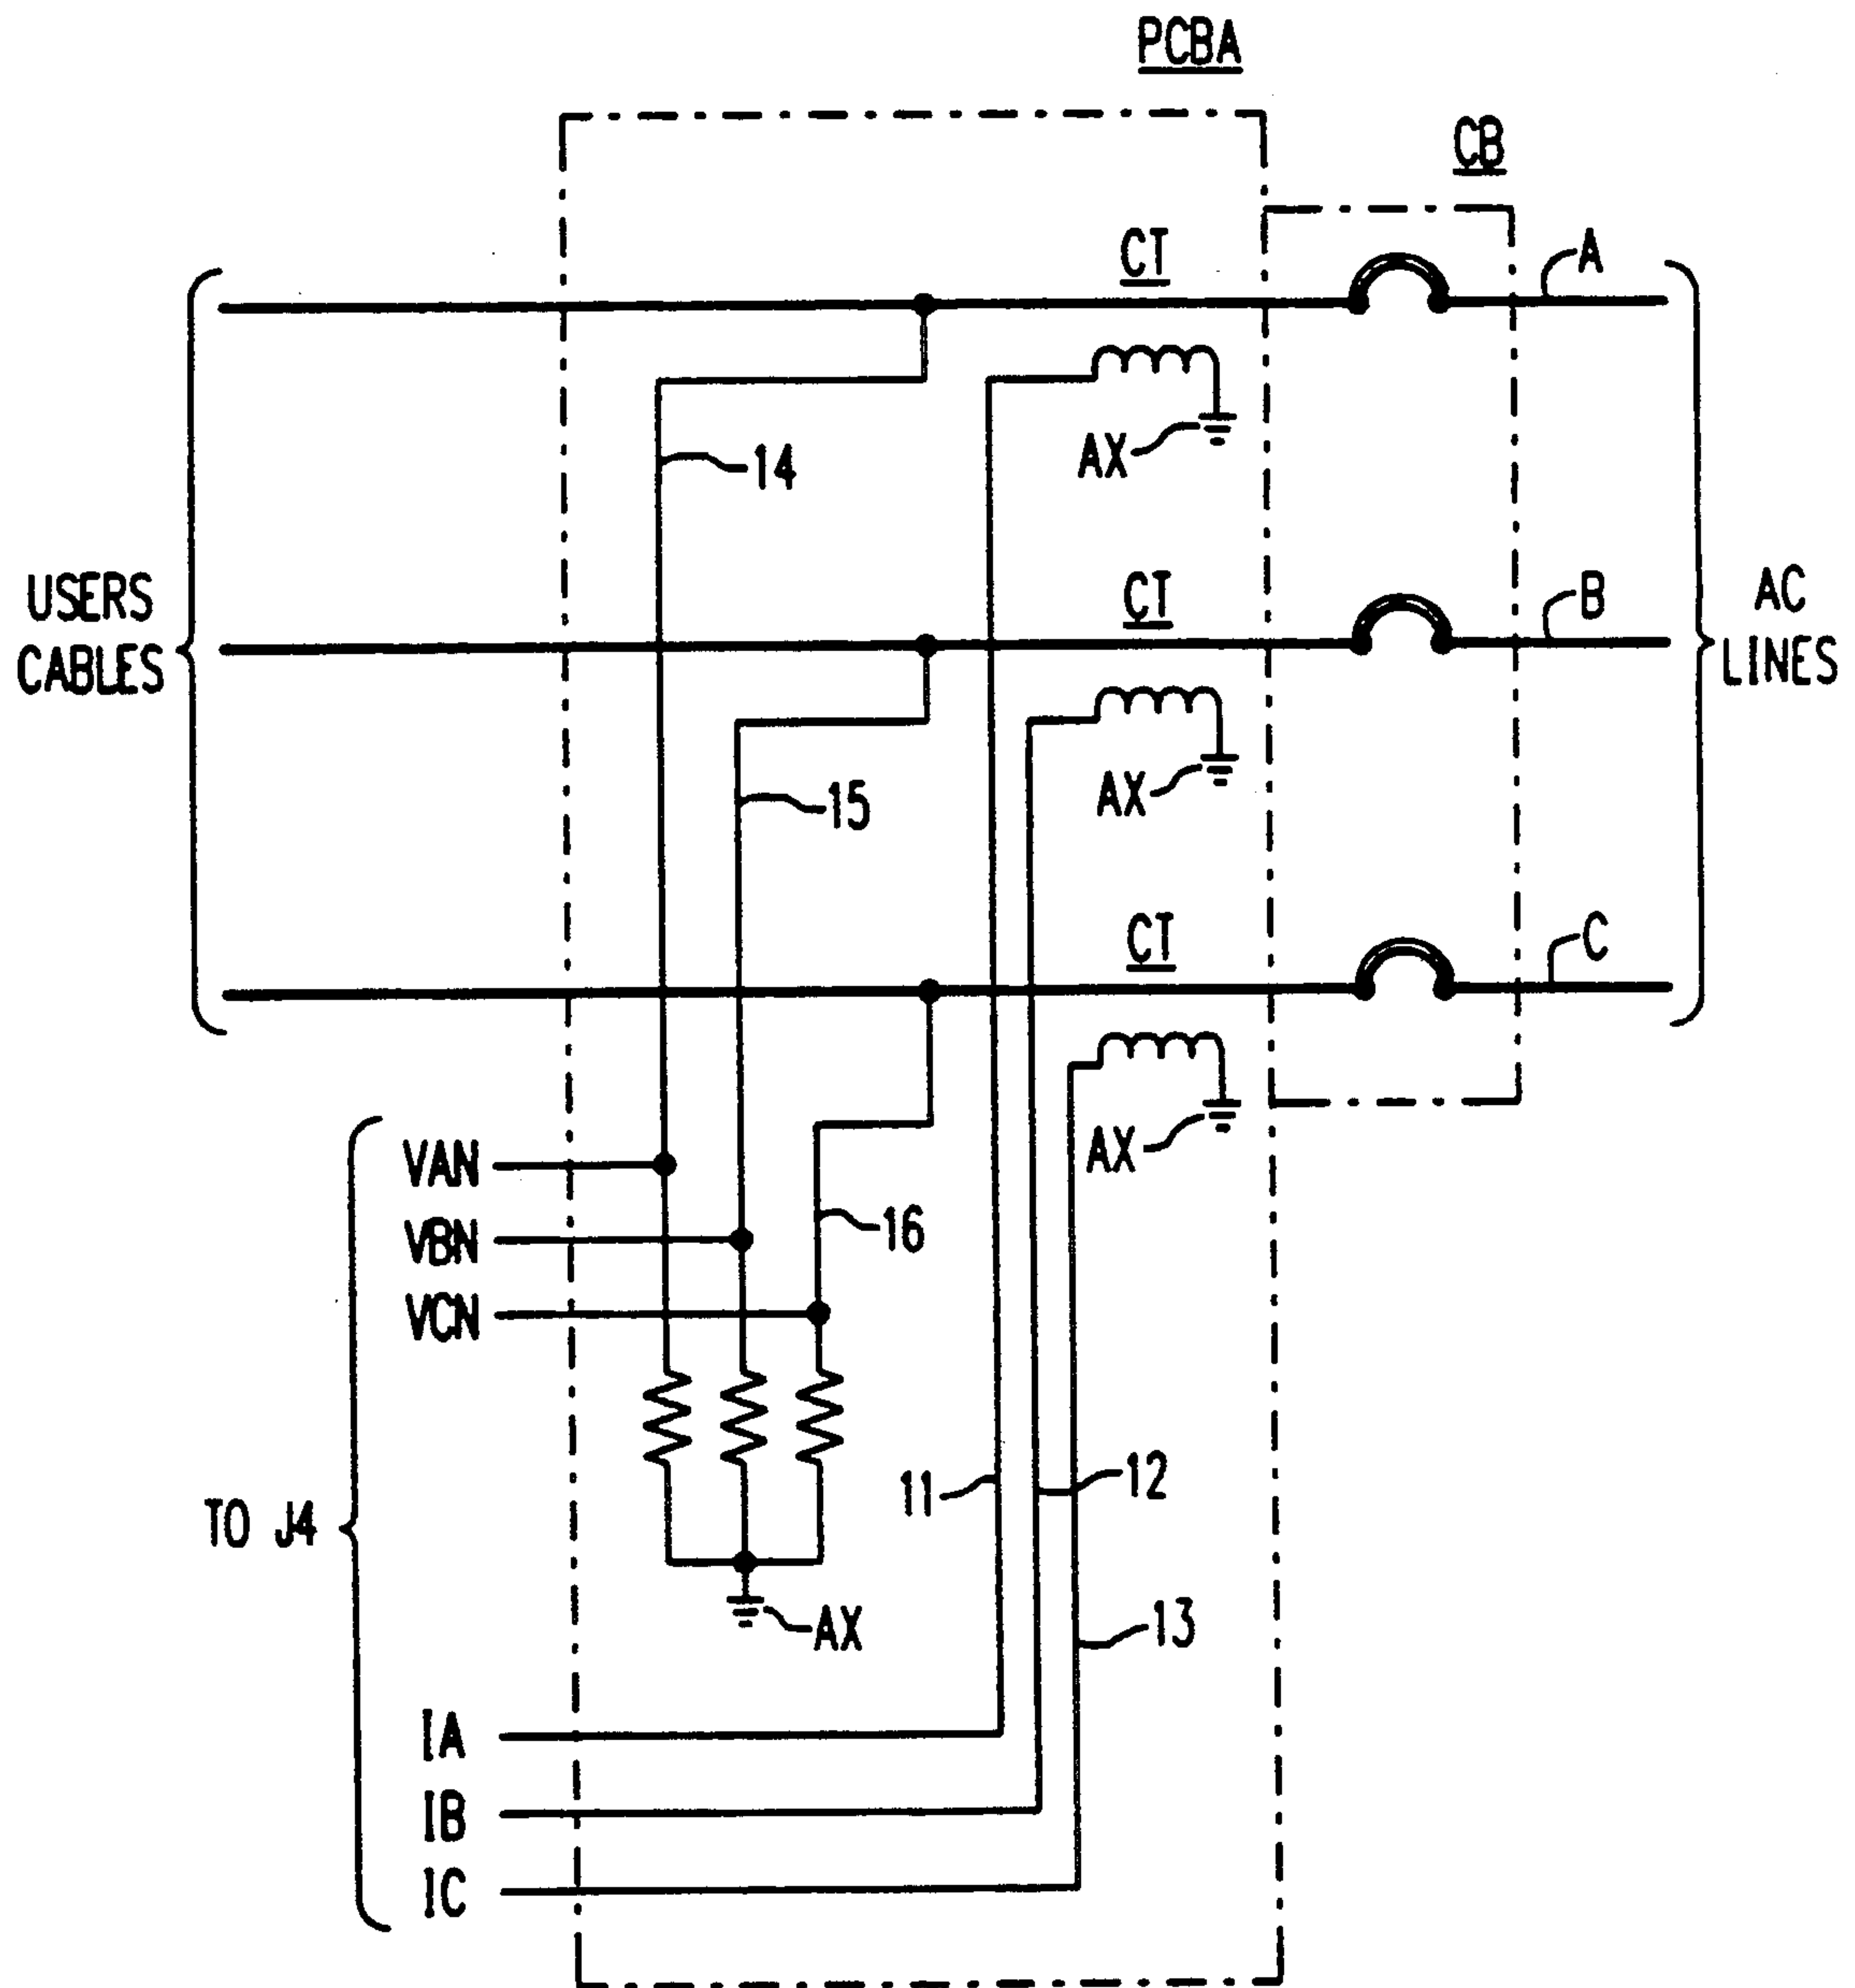 PCBA
CB
CT
A
AX
14
USERS
CABLES
CT
B
AC
LINES
AX
15
CT
C
AX
VAN
VBN
16
VCN
11
12
TO J4
AX
13
IA
IB
IC